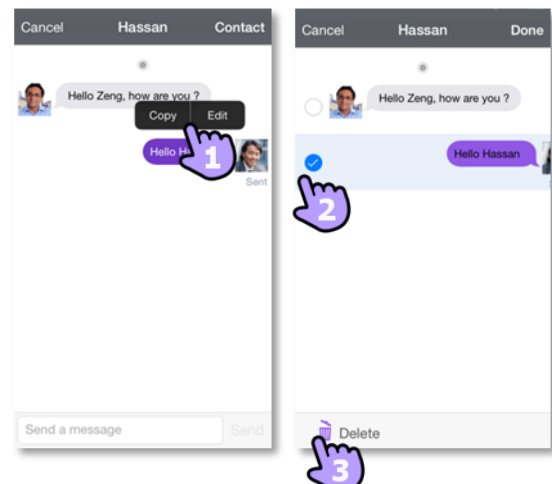 Cancel Hassan Contact
Hello Zeng, how are you ?
Copy Edit
Hello
1
Sent
Send a message Send
Cancel Hassan Done
Hello Zeng, how are you ?
Hello Hassan
2
Delete
3